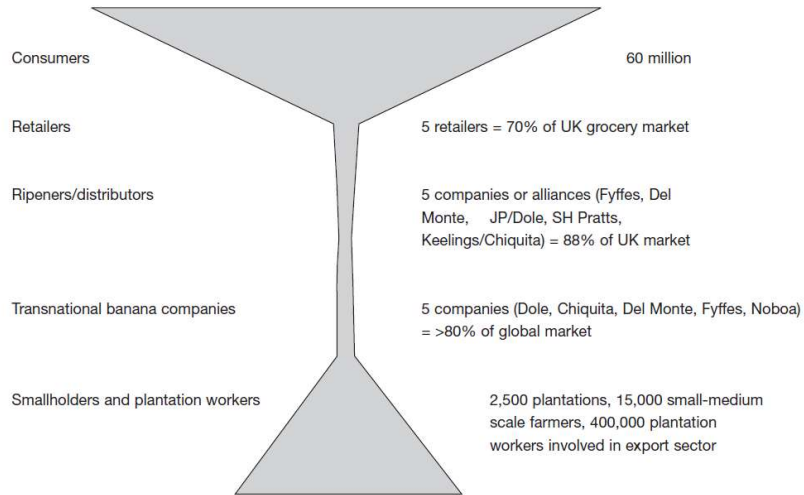 Consumers
60 million
Retailers
5 retailers = 70% of UK grocery market
Ripeners/distributors
5 companies or alliances (Fyffes, Del
Monte, JP/Dole, SH Pratts,
Keelings/Chiquita) = 88% of UK market
Transnational banana companies
5 companies (Dole, Chiquita, Del Monte, Fyffes, Noboa)
= >80% of global market
Smallholders and plantation workers
2,500 plantations, 15,000 small-medium
scale farmers, 400,000 plantation
workers involved in export sector